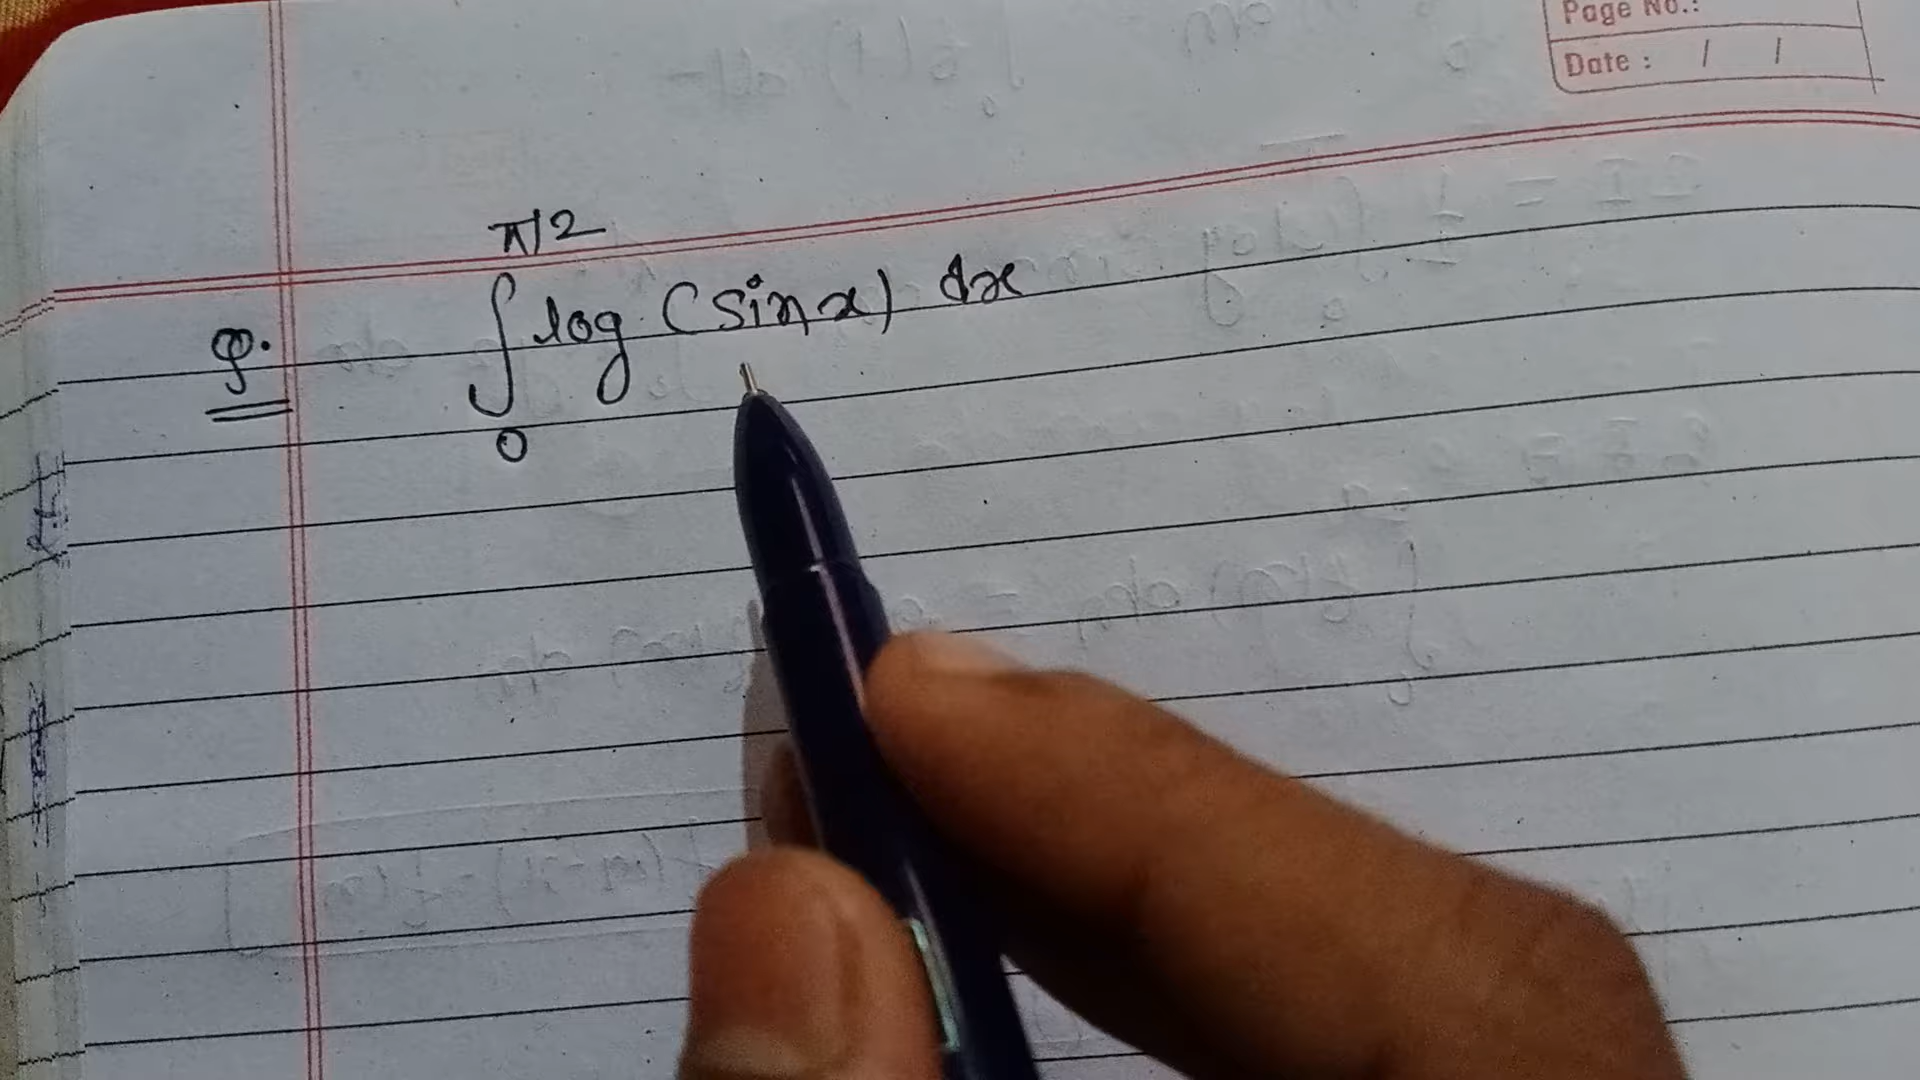 Page No.:
Date : / /
π/2
Q. ∫ log (sin x) dx
0